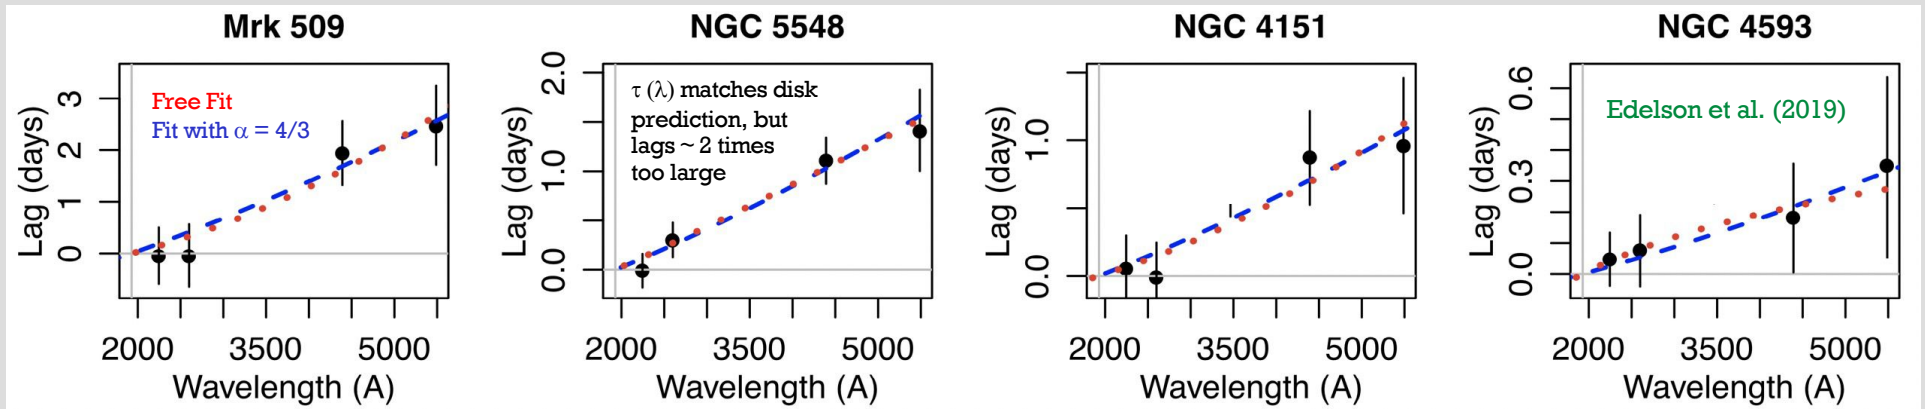 Mrk 509
Lag (days)
3
2
1
0
Free Fit
Fit with α = 4/3
2000 3500 5000
Wavelength (A)
NGC 5548
Lag (days)
2.0
1.0
0.0
τ (λ) matches disk
prediction, but
lags ~ 2 times
too large
2000 3500 5000
Wavelength (A)
NGC 4151
Lag (days)
1.0
0.0
2000 3500 5000
Wavelength (A)
NGC 4593
Lag (days)
0.6
0.3
0.0
Edelson et al. (2019)
2000 3500 5000
Wavelength (A)